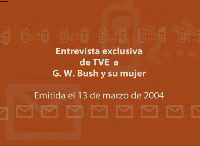 Entrevista exclusiva
de TVE a
G. W. Bush y su mujer
Emitida el 13 de marzo de 2004